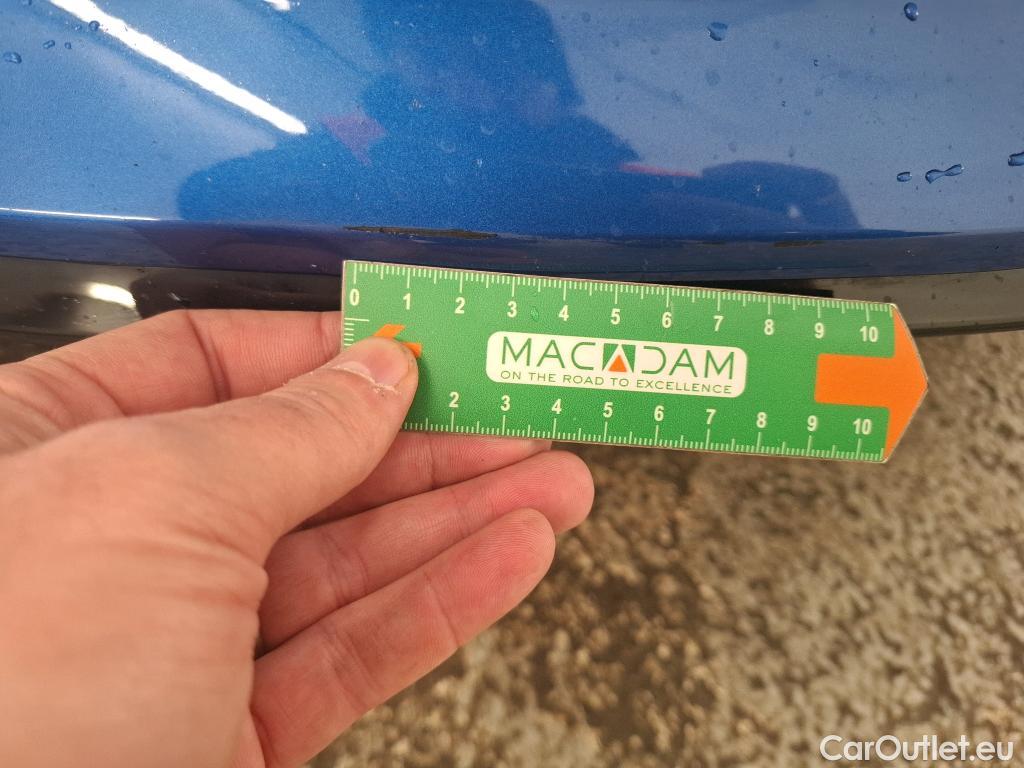 0 1 2 3 4 5 6 7 8 9 10
MACADAM
ON THE ROAD TO EXCELLENCE
2 3 4 5 6 7 8 9 10
CarOutlet.eu